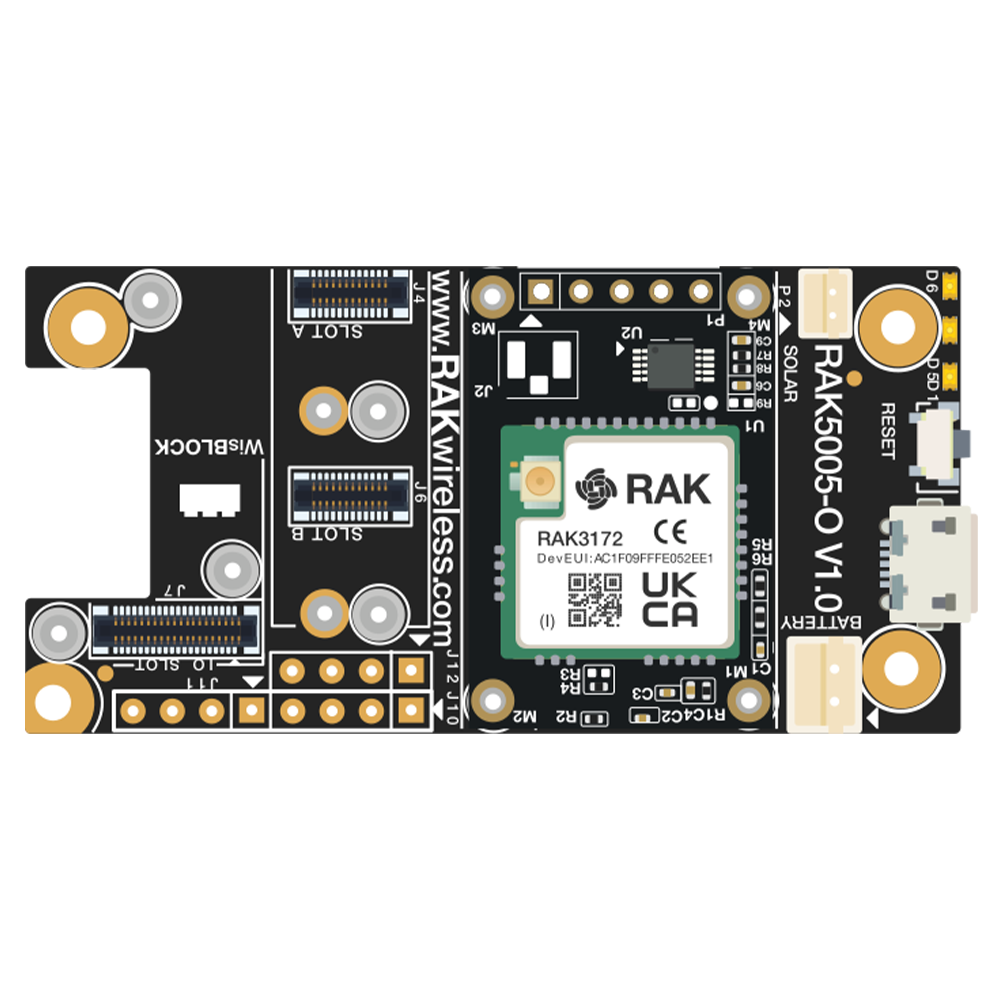 J4
SLOT A
WisBLOCK
J6
SLOT B
J7
IO SLOT
J11
J12
J10
www.RAKwireless.com
M3
P1
M4
P2
J2
U2
C9
R7
R8
C6
R9
U1
RAK
RAK3172
CE
DevEUI:AC1F09FFFE052EE1
UK
CA
(I)
R5
R6
C1
M1
R3
R4
C3
R2
R1C4C2
M2
SOLAR
RAK5005-O V1.0
RESET
BATTERY
D6
D5
D1